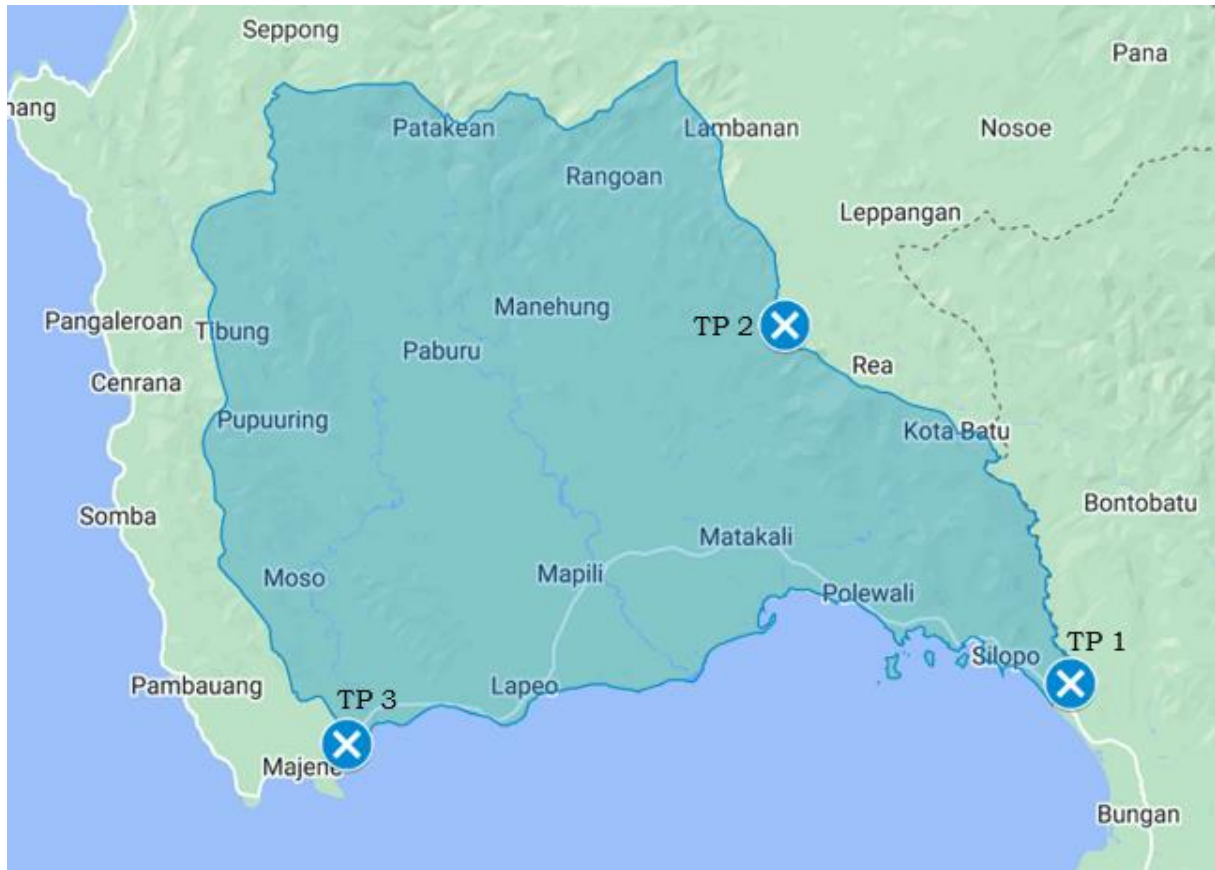 Seppong
Pana
nang
Patakean
Lambanan
Nosoe
Rangoan
Leppangan
Manehung
Pangaleroan
Tibung
TP 2
Paburu
Rea
Cenrana
Pupuuring
Kota Batu
Bontobatu
Somba
Matakali
Moso
Mapili
Polewali
TP 1
Silopo
Pambauang
Lapeo
TP 3
Majene
Bungan